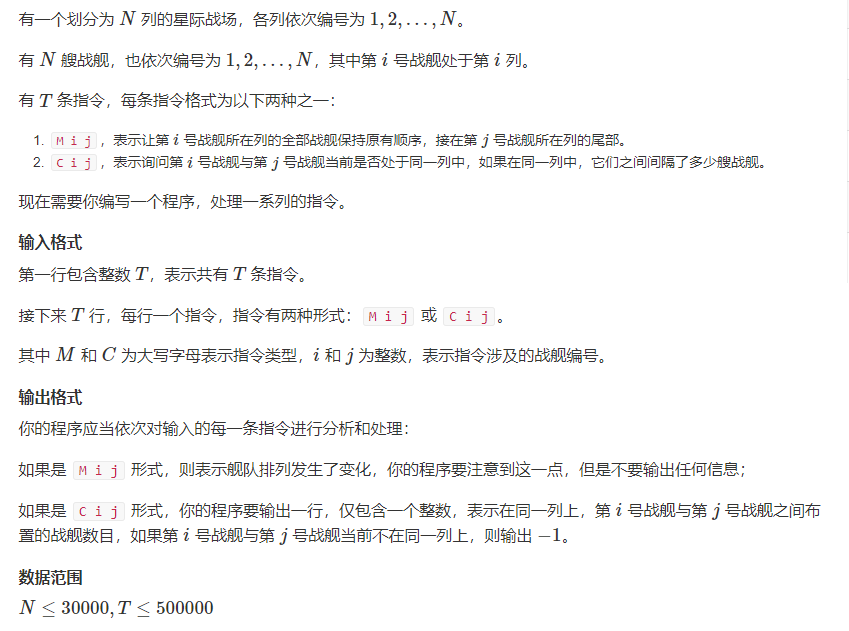 有一个划分为 N 列的星际战场，各列依次编号为 1, 2, . . . , N。
有 N 艘战舰，也依次编号为 1, 2, . . . , N，其中第 i 号战舰处于第 i 列。
有 T 条指令，每条指令格式为以下两种之一：
1. M i j ，表示让第 i 号战舰所在列的全部战舰保持原有顺序，接在第 j 号战舰所在列的尾部。
2. C i j ，表示询问第 i 号战舰与第 j 号战舰当前是否处于同一列中，如果在同一列中，它们之间间隔了多少艘战舰。
现在需要你编写一个程序，处理一系列的指令。
输入格式
第一行包含整数 T，表示共有 T 条指令。
接下来 T 行，每行一个指令，指令有两种形式： M i j 或 C i j 。
其中 M 和 C 为大写字母表示指令类型，i 和 j 为整数，表示指令涉及的战舰编号。
输出格式
你的程序应当依次对输入的每一条指令进行分析和处理：
如果是 M i j 形式，则表示舰队排列发生了变化，你的程序要注意到这一点，但是不要输出任何信息；
如果是 C i j 形式，你的程序要输出一行，仅包含一个整数，表示在同一列上，第 i 号战舰与第 j 号战舰之间布
置的战舰数目，如果第 i 号战舰与第 j 号战舰当前不在同一列上，则输出 −1。
数据范围
N ≤ 30000, T ≤ 500000